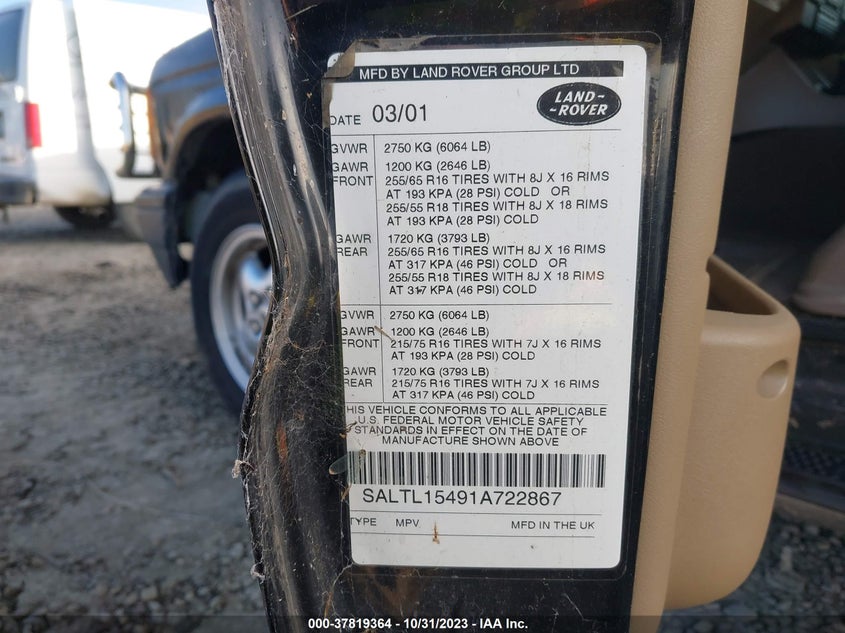 MFD BY LAND ROVER GROUP LTD
DATE 03/01
LAND-
-ROVER
GVWR 2750 KG (6064 LB)
GAWR 1200 KG (2646 LB)
FRONT 255/65 R16 TIRES WITH 8J X 16 RIMS
AT 193 KPA (28 PSI) COLD OR
255/55 R18 TIRES WITH 8J X 18 RIMS
AT 193 KPA (28 PSI) COLD
GAWR 1720 KG (3793 LB)
REAR 255/65 R16 TIRES WITH 8J X 16 RIMS
AT 317 KPA (46 PSI) COLD OR
255/55 R18 TIRES WITH 8J X 18 RIMS
AT 317 KPA (46 PSI) COLD
GVWR 2750 KG (6064 LB)
GAWR 1200 KG (2646 LB)
FRONT 215/75 R16 TIRES WITH 7J X 16 RIMS
AT 193 KPA (28 PSI) COLD
GAWR 1720 KG (3793 LB)
REAR 215/75 R16 TIRES WITH 7J X 16 RIMS
AT 317 KPA (46 PSI) COLD
THIS VEHICLE CONFORMS TO ALL APPLICABLE
U.S. FEDERAL MOTOR VEHICLE SAFETY
STANDARDS IN EFFECT ON THE DATE OF
MANUFACTURE SHOWN ABOVE
SALTL15491A722867
TYPE MPV MFD IN THE UK
000-37819364 - 10/31/2023 - IAA Inc.